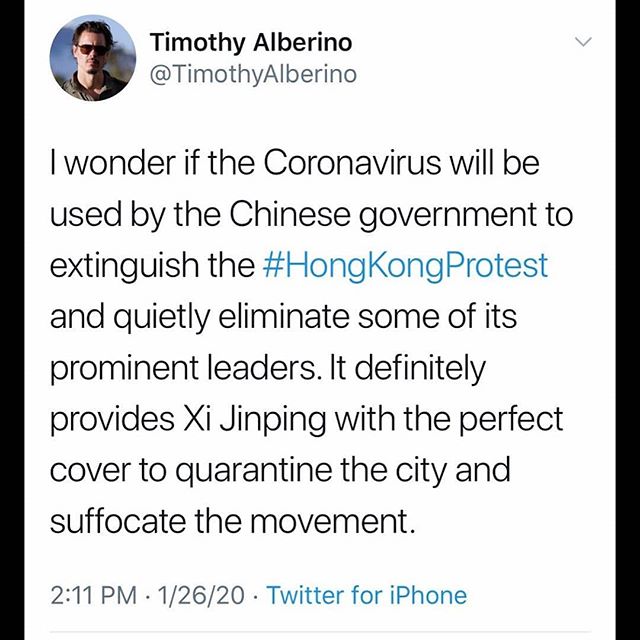 Timothy Alberino
@TimothyAlberino
I wonder if the Coronavirus will be
used by the Chinese government to
extinguish the #HongKongProtest
and quietly eliminate some of its
prominent leaders. It definitely
provides Xi Jinping with the perfect
cover to quarantine the city and
suffocate the movement.
2:11 PM · 1/26/20 · Twitter for iPhone